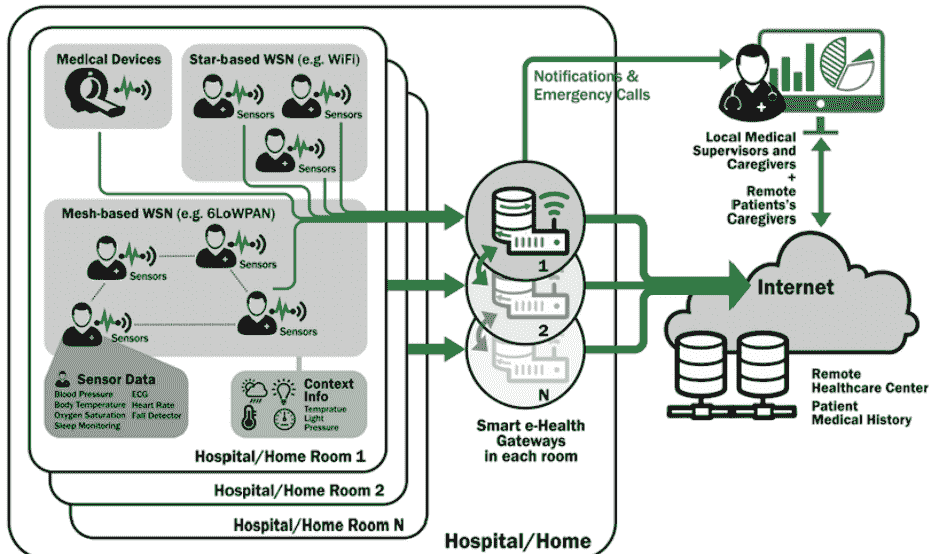 Medical Devices
Star-based WSN (e.g. WiFi)
Sensors
Sensors
Sensors
Mesh-based WSN (e.g. 6LoWPAN)
Sensors
Sensors
Sensors
Sensors
Sensor Data
Blood Pressure ECG
Body Temperature Heart Rate
Oxygen Saturation Fall Detector
Sleep Monitoring
Context
Info
Tempratue
Light
Pressure
Hospital/Home Room 1
Hospital/Home Room 2
Hospital/Home Room N
Notifications &
Emergency Calls
1
2
N
Smart e-Health
Gateways
in each room
Hospital/Home
Local Medical
Supervisors and
Caregivers
+
Remote
Patients's
Caregivers
Internet
Remote
Healthcare Center
Patient
Medical History